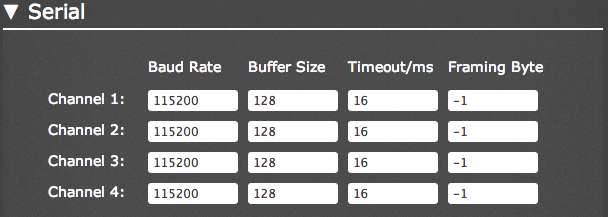 ▼ Serial
Baud Rate Buffer Size Timeout/ms Framing Byte
Channel 1: 115200 128 16 -1
Channel 2: 115200 128 16 -1
Channel 3: 115200 128 16 -1
Channel 4: 115200 128 16 -1